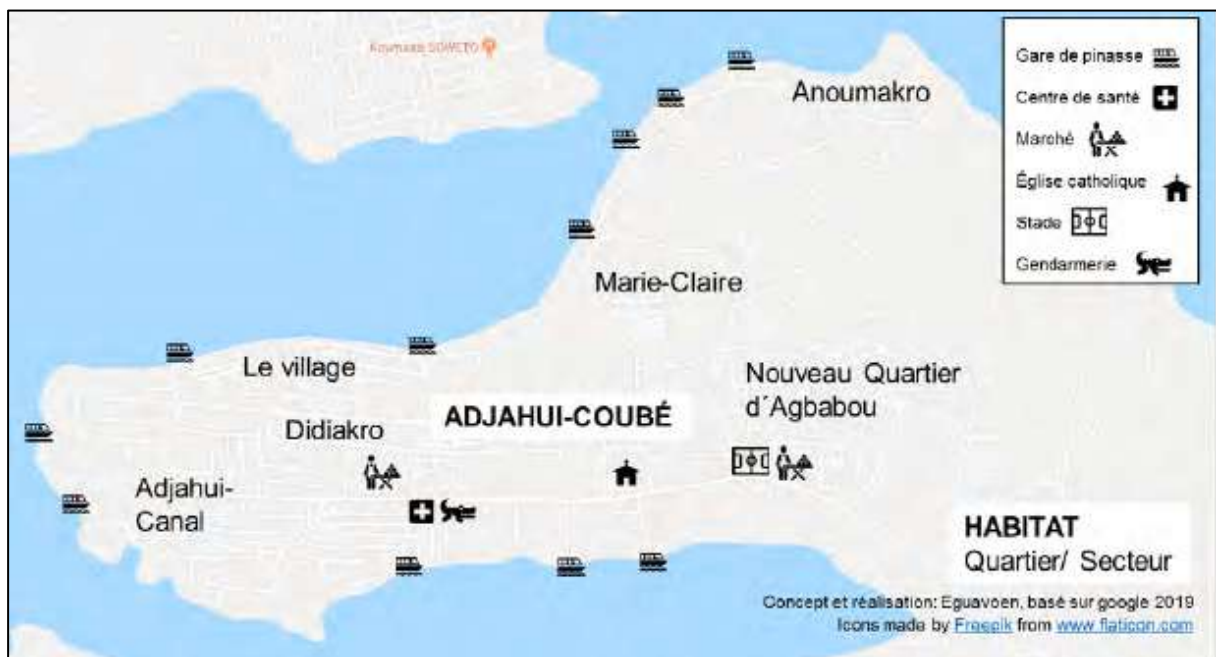 Koumassi SOWETO
Anoumakro
Gare de pinasse
Centre de santé
Marché
Église catholique
Stade
Gendarmerie
Marie-Claire
Le village
Nouveau Quartier
d´Agbabou
ADJAHUI-COUBÉ
Didiakro
Adjahui-
Canal
HABITAT
Quartier/ Secteur
Concept et réalisation: Eguavoen, basé sur google 2019
Icons made by Freepik from www.flaticon.com